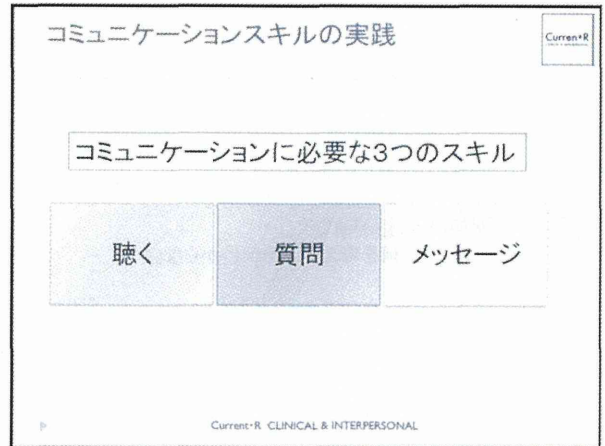 コミュニケーションスキルの実践
Curren•R
コミュニケーションに必要な3つのスキル
聴く
質問
メッセージ
Current•R CLINICAL & INTERPERSONAL